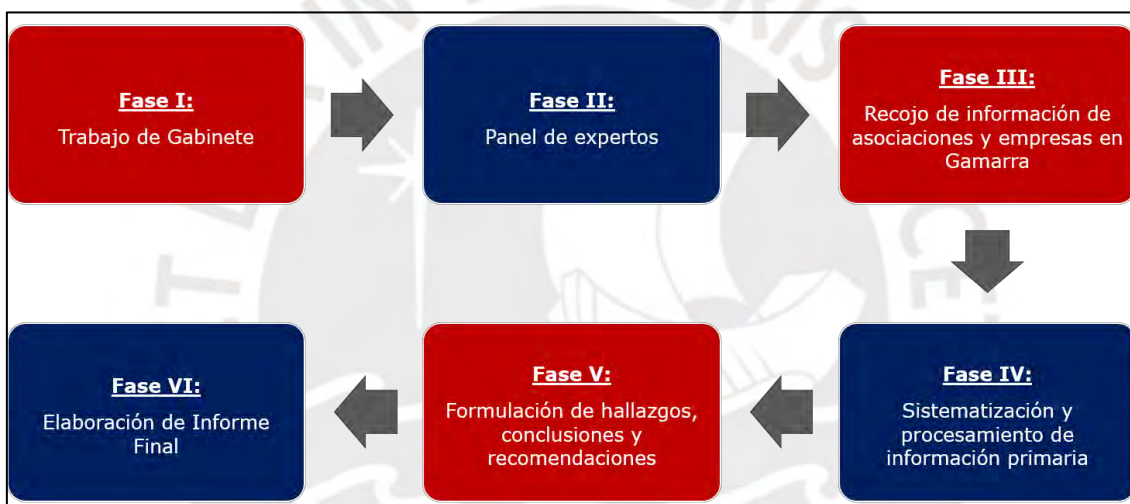 Fase I:
Trabajo de Gabinete
Fase II:
Panel de expertos
Fase III:
Recojo de información de
asociaciones y empresas en
Gamarra
Fase IV:
Sistematización y
procesamiento de
información primaria
Fase V:
Formulación de hallazgos,
conclusiones y
recomendaciones
Fase VI:
Elaboración de Informe
Final